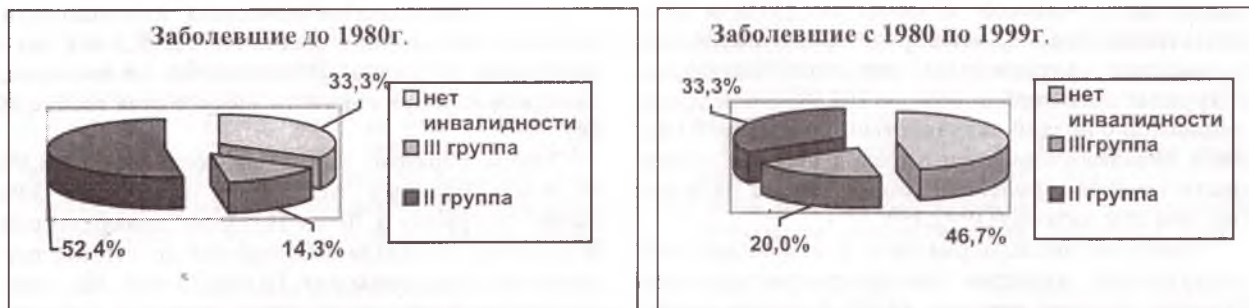 Заболевшие до 1980г.
33,3%
нет
инвалидности
III группа
II группа
52,4%
14,3%
Заболевшие с 1980 по 1999г.
33,3%
нет
инвалидности
IIIгруппа
II группа
20,0%
46,7%